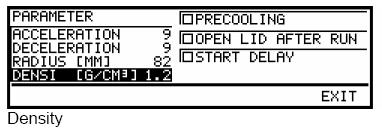 PARAMETER
ACCELERATION 9
DECELERATION 9
RADIUS [MM] 82
DENSI [G/CM³] 1.2
PRECOOLING
OPEN LID AFTER RUN
START DELAY
EXIT
Density